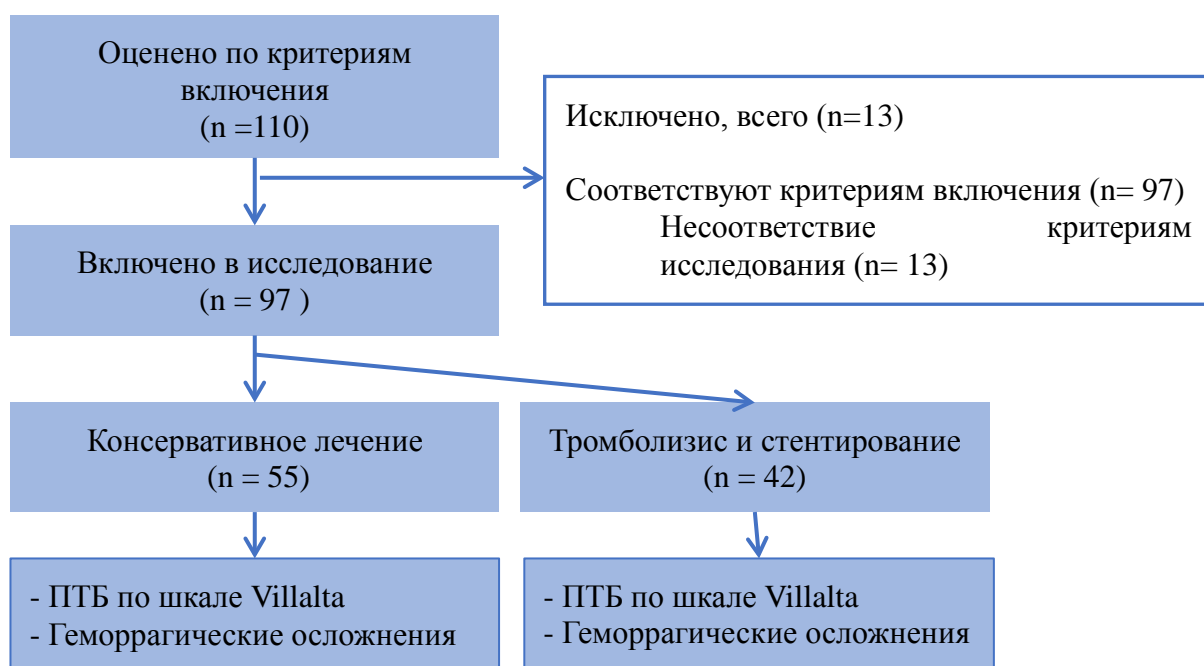 Оценено по критериям
включения
(n =110)
Исключено, всего (n=13)
Соответствуют критериям включения (n= 97)
Несоответствие критериям
исследования (n= 13)
Включено в исследование
(n = 97 )
Консервативное лечение
(n = 55)
Тромболизис и стентирование
(n = 42)
- ПТБ по шкале Villalta
- Геморрагические осложнения
- ПТБ по шкале Villalta
- Геморрагические осложнения